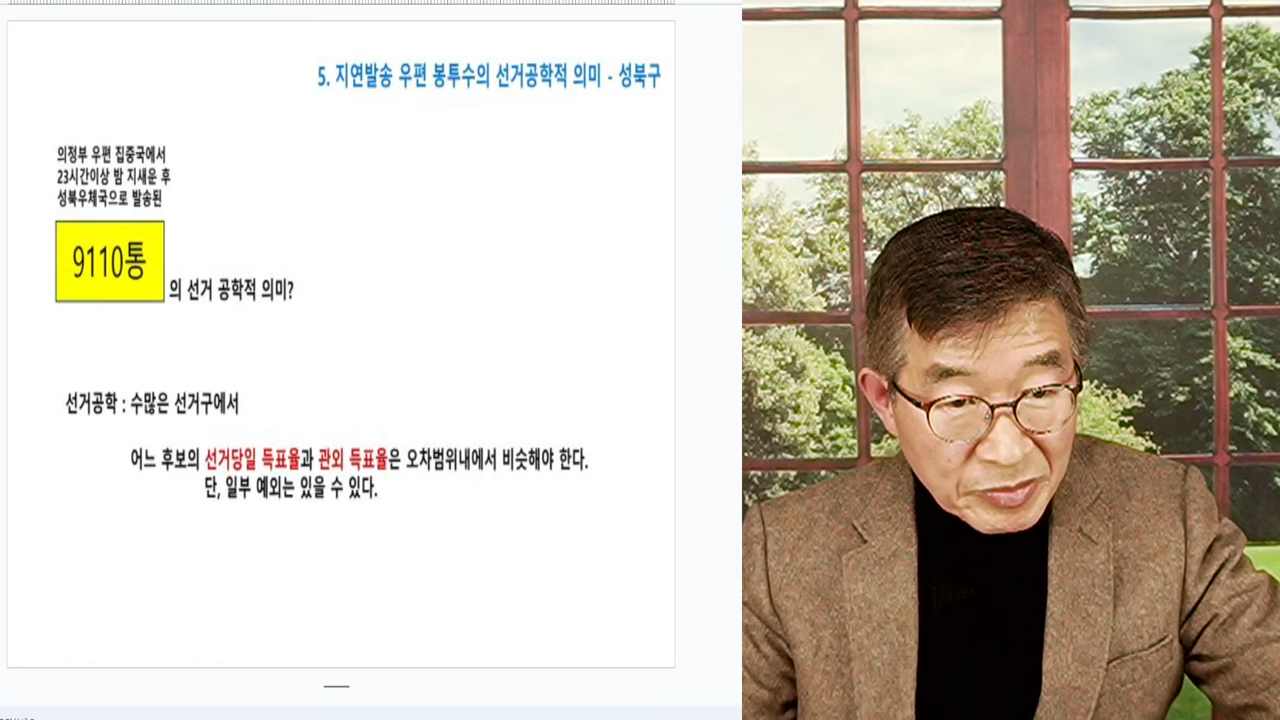 5. 지연발송 우편 봉투수의 선거공학적 의미 - 성북구
의정부 우편 집중국에서
23시간이상 밤 지새운 후
성북우체국으로 발송된
9110통
의 선거 공학적 의미?
선거공학 : 수많은 선거구에서
어느 후보의 선거당일 득표율과 관외 득표율은 오차범위내에서 비슷해야 한다.
단, 일부 예외는 있을 수 있다.